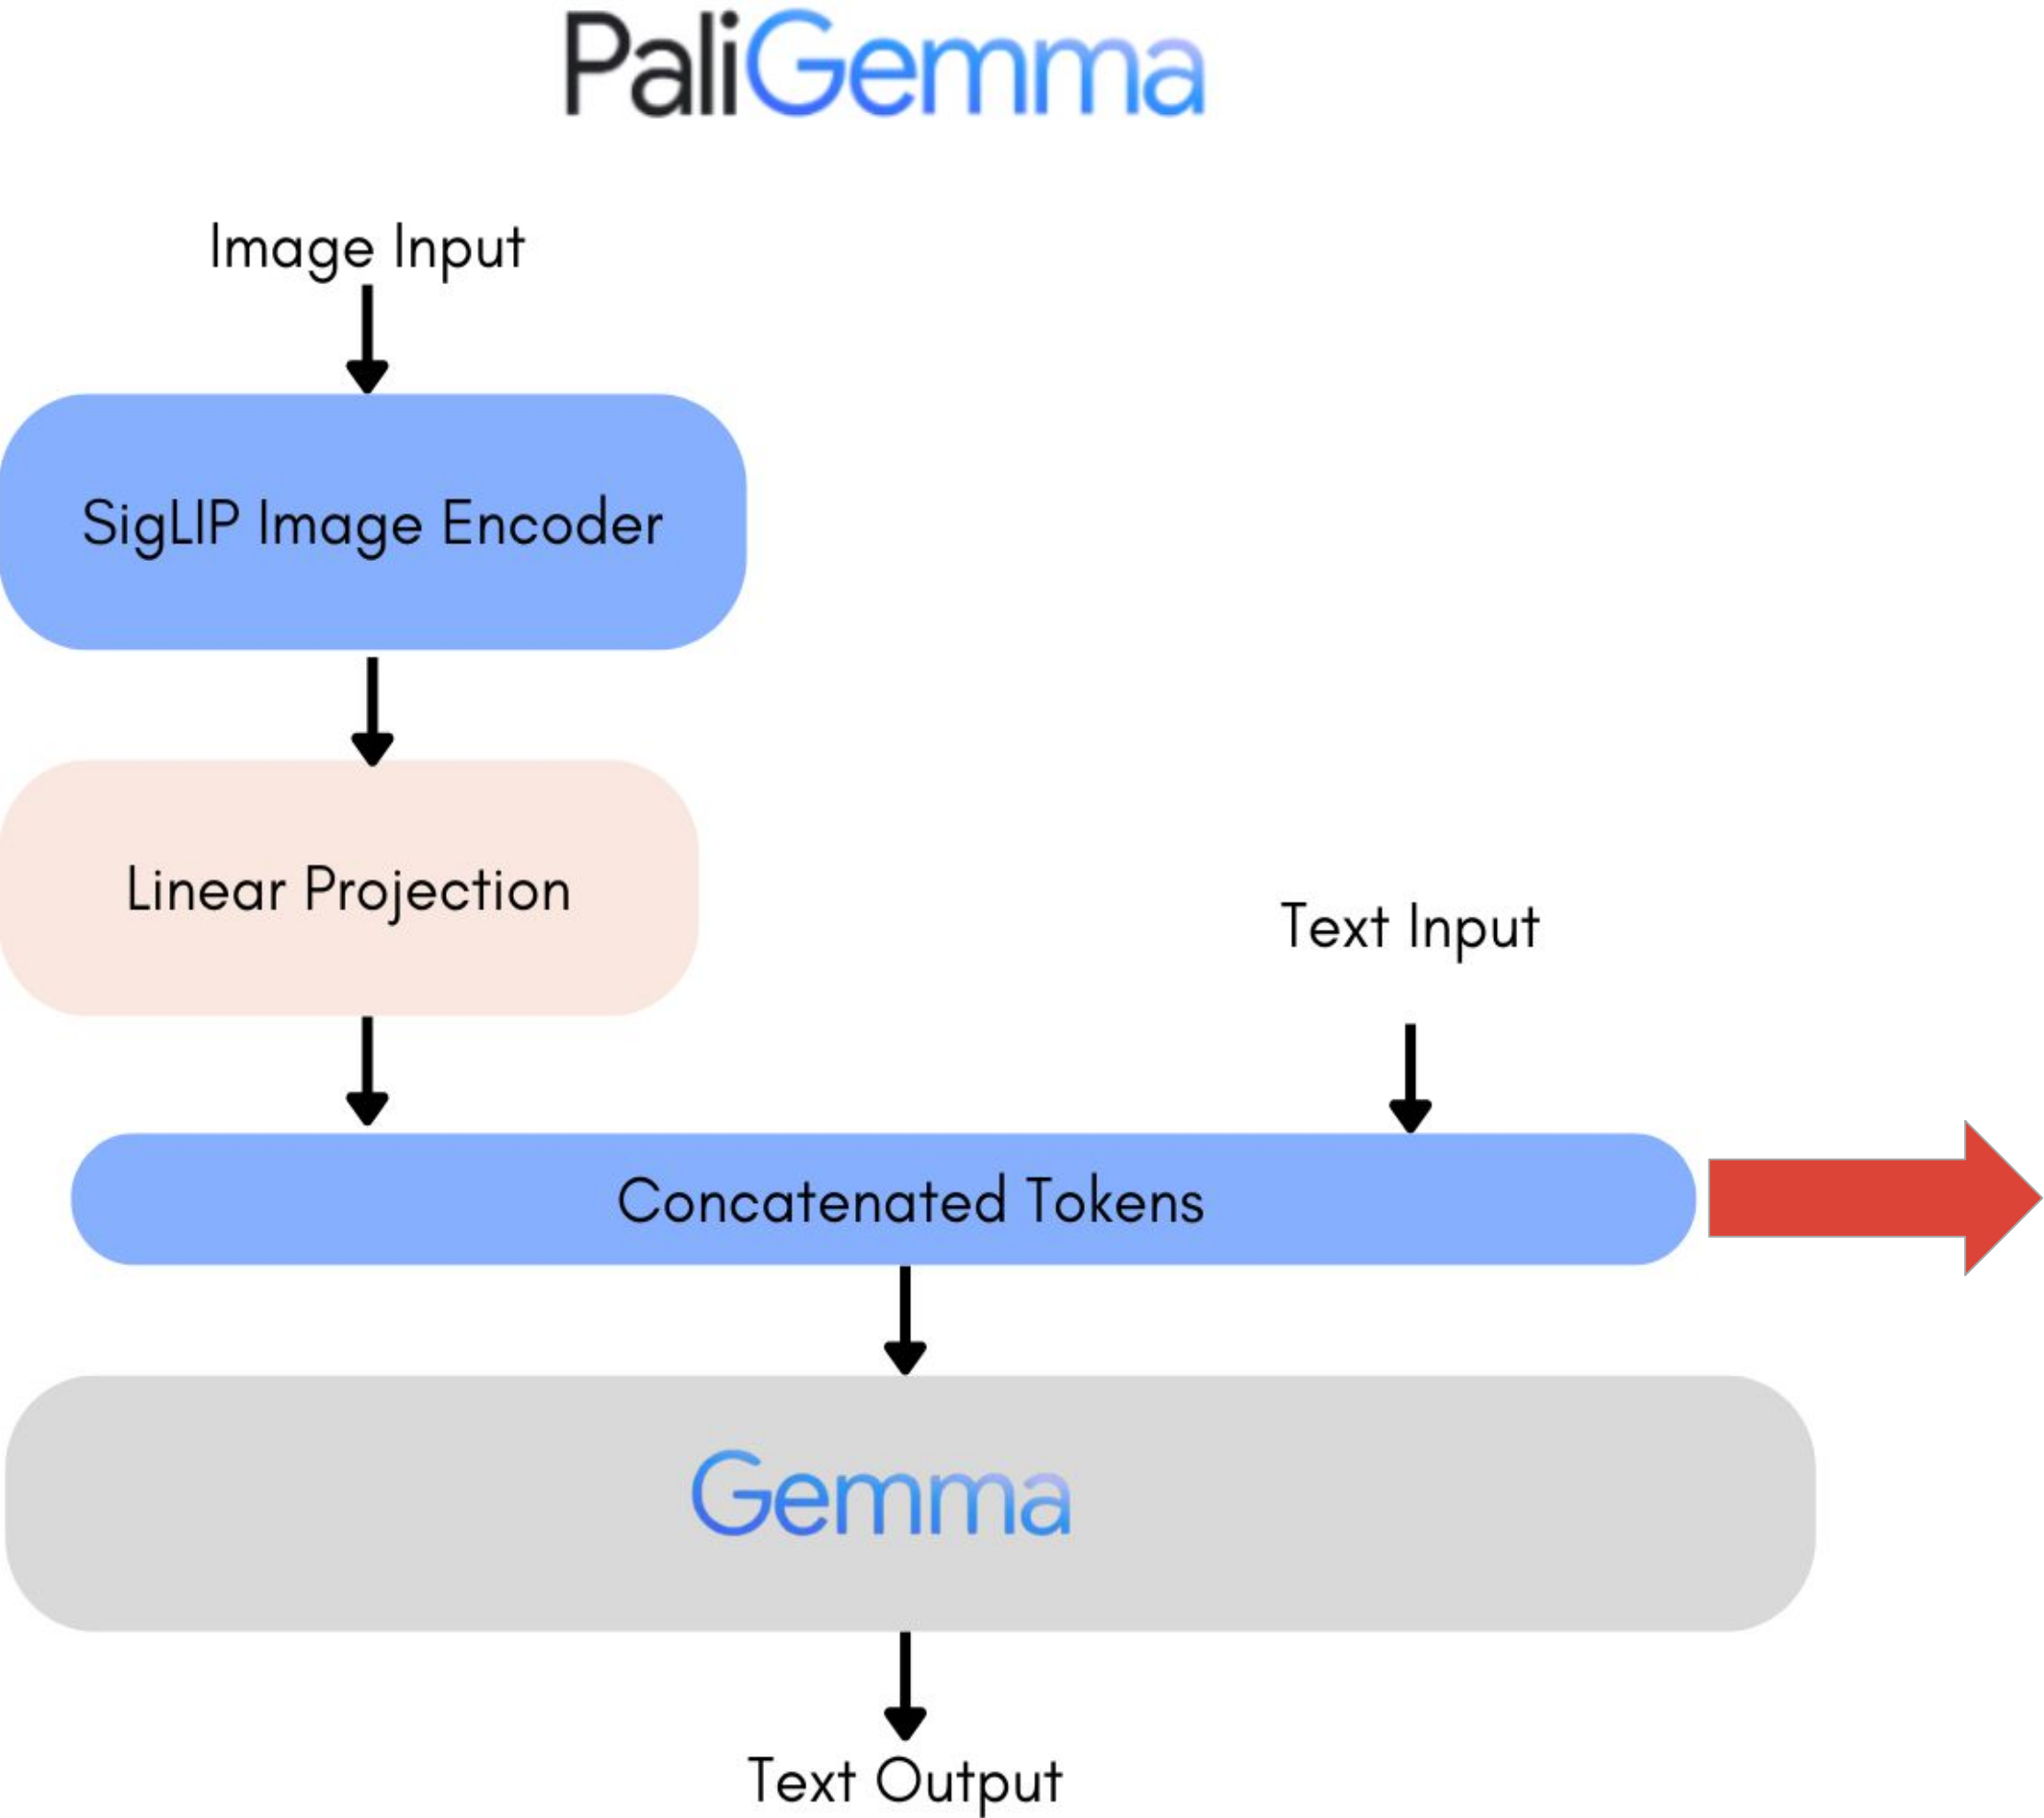 PaliGemma
Image Input
SigLIP Image Encoder
Linear Projection
Text Input
Concatenated Tokens
Gemma
Text Output